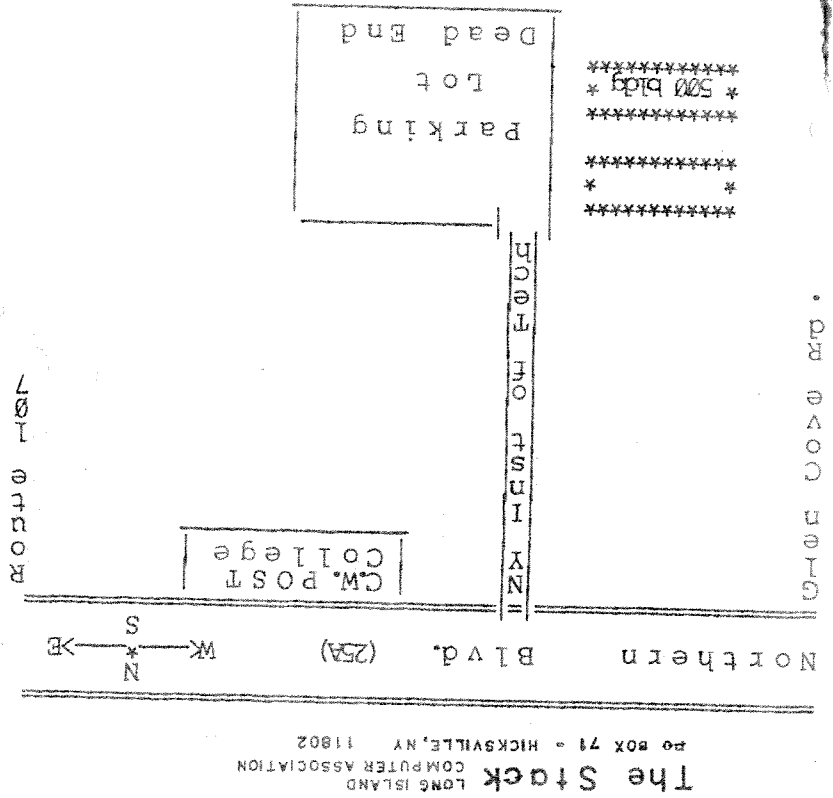 The Stack LONG ISLAND
COMPUTER ASSOCIATION
po BOX 71 - HICKSVILLE, NY 11802
N
Northern Blvd. (25A) W<-----*----->E
S
C.W. POST
College
Glen Cove Rd.
NY Inst of Tech
Route 107
*************
* *
*************
*************
* 500 bldg *
*************
Parking
Lot
Dead End